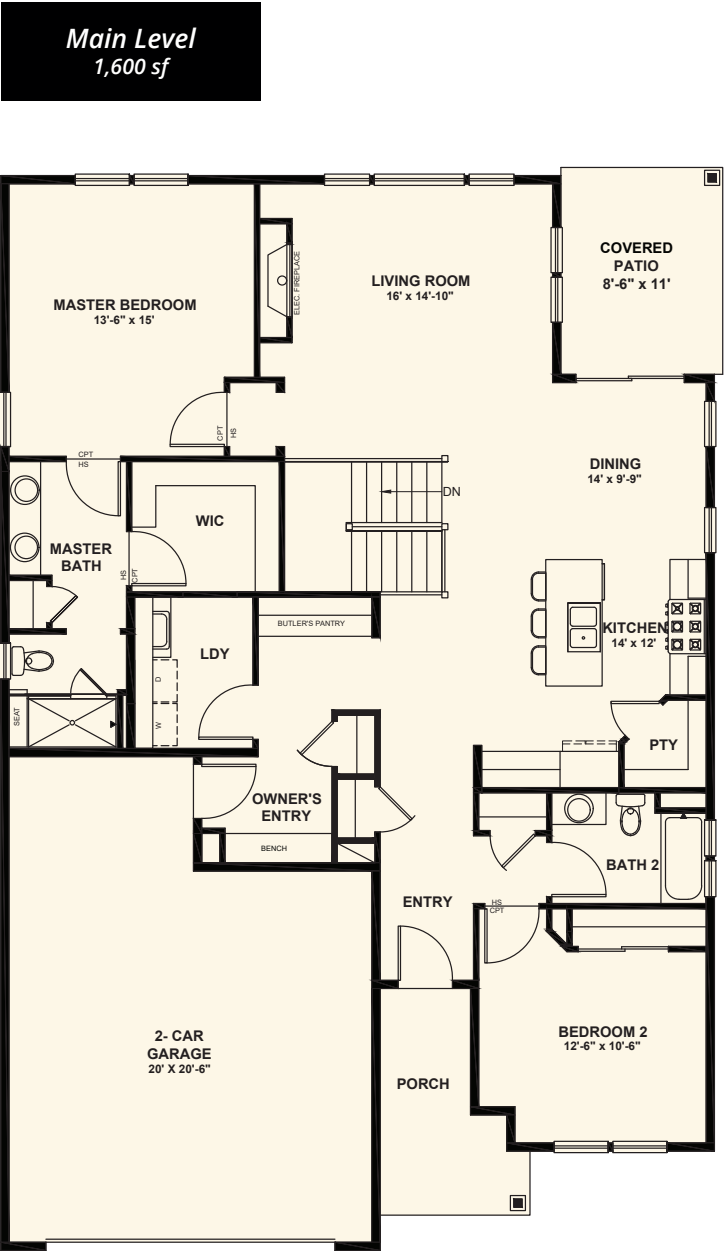 Main Level
1,600 sf
COVERED
PATIO
8'-6" x 11'
LIVING ROOM
16' x 14'-10"
ELEC. FIREPLACE
MASTER BEDROOM
13'-6" x 15'
CPT
HS
CPT
HS
DINING
14' x 9'-9"
DN
WIC
MASTER
BATH
HS
CPT
BUTLER'S PANTRY
KITCHEN
14' x 12'
LDY
D
W
SEAT
PTY
OWNER'S
ENTRY
BENCH
BATH 2
ENTRY
HS
CPT
2- CAR
GARAGE
20' X 20'-6"
BEDROOM 2
12'-6" x 10'-6"
PORCH